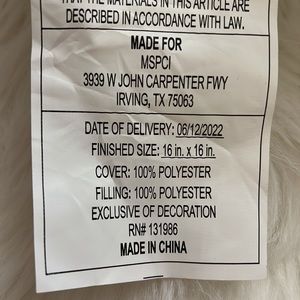 THAT THE MATERIALS IN THIS ARTICLE ARE
DESCRIBED IN ACCORDANCE WITH LAW.
MADE FOR
MSPCI
3939 W JOHN CARPENTER FWY
IRVING, TX 75063
DATE OF DELIVERY: 06/12/2022
FINISHED SIZE: 16 in. x 16 in.
COVER: 100% POLYESTER
FILLING: 100% POLYESTER
EXCLUSIVE OF DECORATION
RN# 131986
MADE IN CHINA